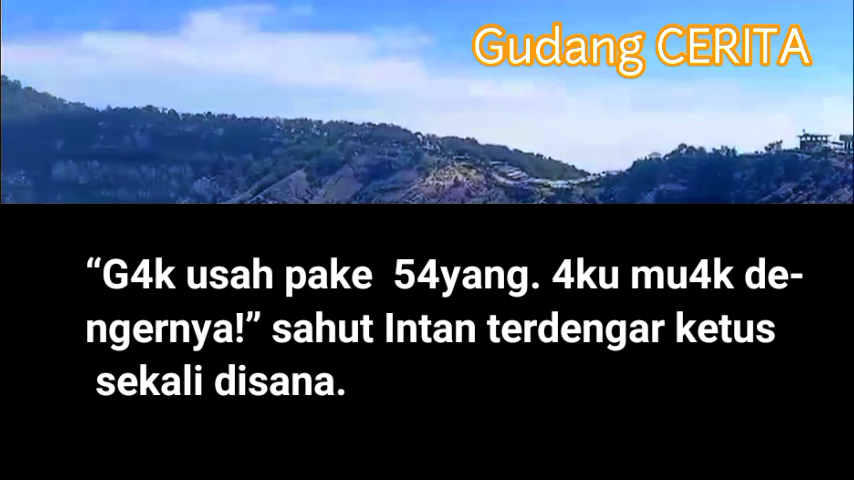 Gudang CERITA
“G4k usah pake 54yang. 4ku mu4k de-
ngernya!” sahut Intan terdengar ketus
sekali disana.